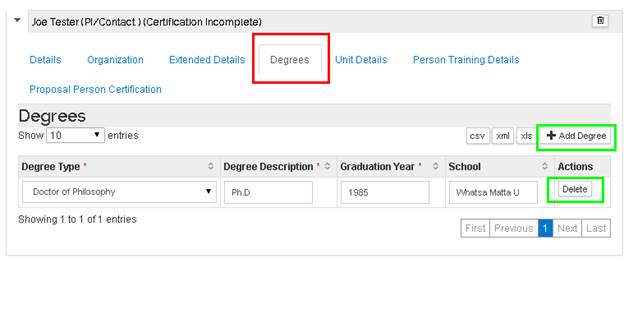 Joe Tester (PI/Contact ) (Certification Incomplete)
Details Organization Extended Details Degrees Unit Details Person Training Details
Proposal Person Certification
Degrees
Show 10 entries csv xml xls + Add Degree
Degree Type * Degree Description * Graduation Year * School Actions
Doctor of Philosophy Ph.D 1985 Whatsa Matta U Delete
Showing 1 to 1 of 1 entries
First Previous 1 Next Last